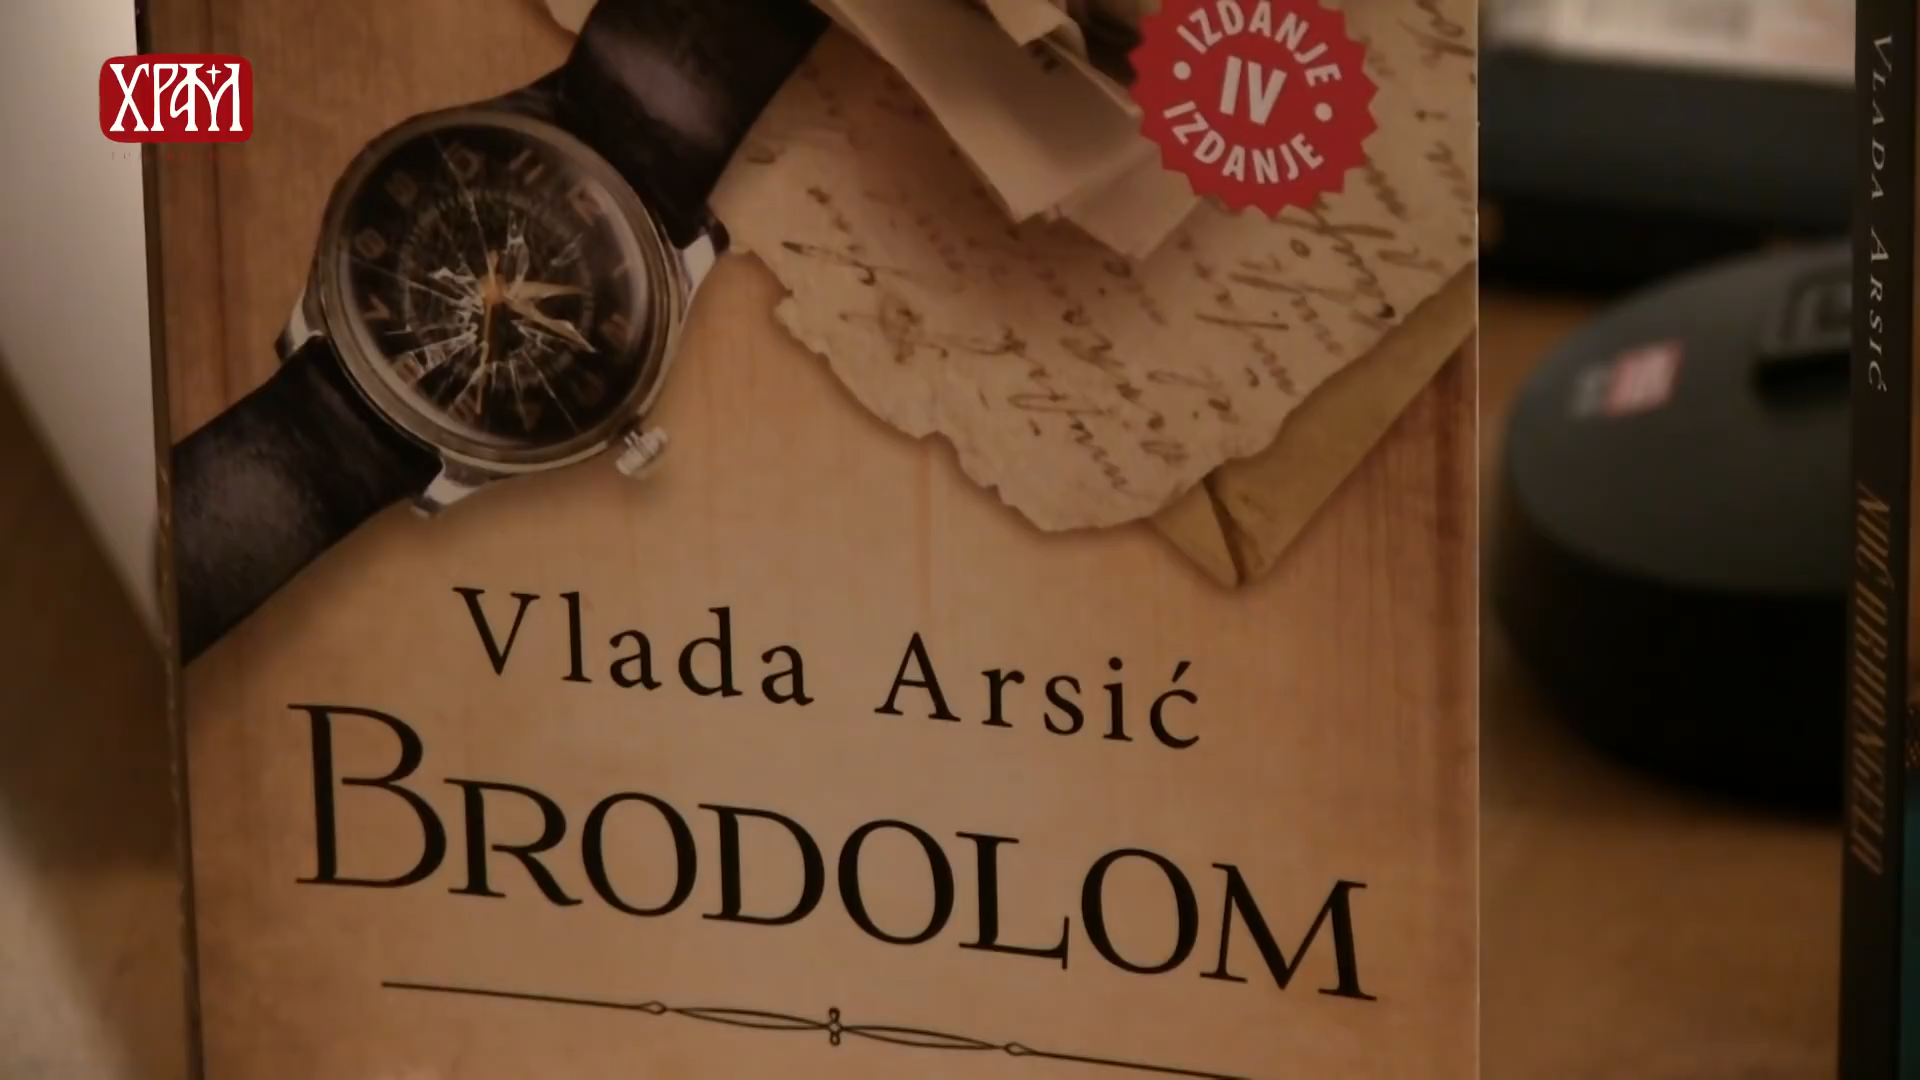 ХРАМ
IZDANJE
IV
IZDANJE
Vlada Arsić
BRODOLOM
VLADA ARSIĆ